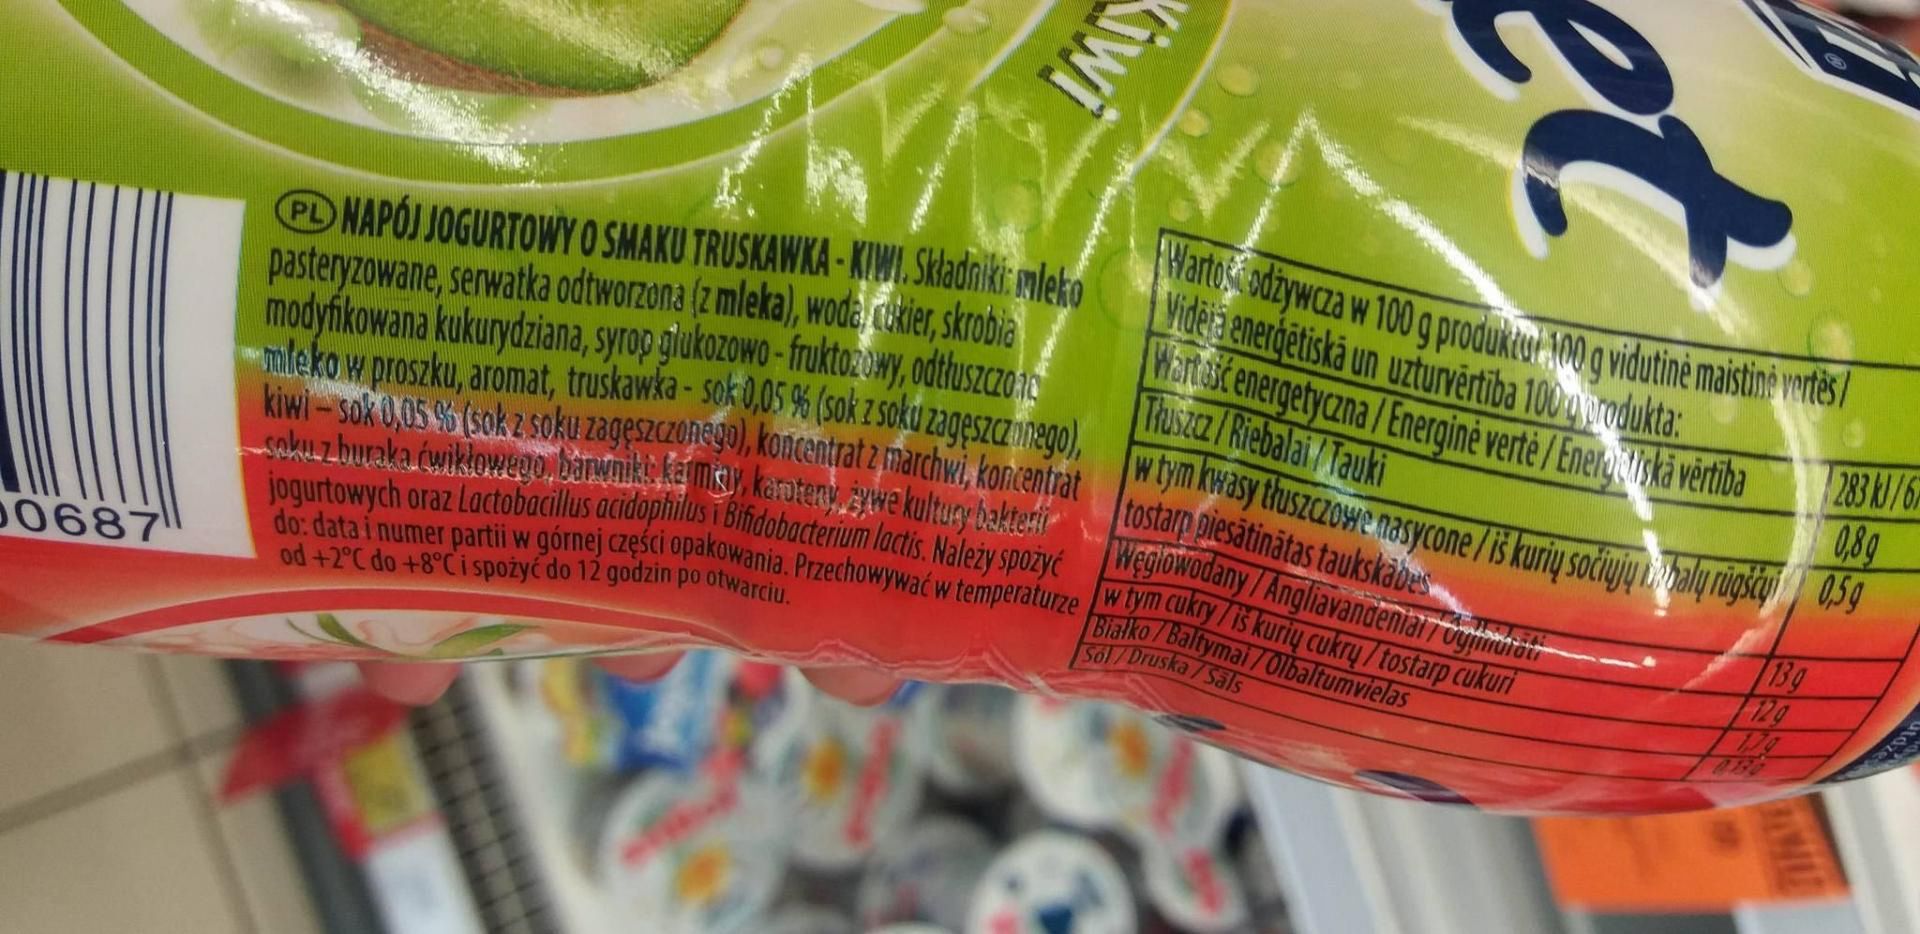 Kiwi
et
PL NAPÓJ JOGURTOWY O SMAKU TRUSKAWKA - KIWI. Składniki: mleko
pasteryzowane, serwatka odtworzona (z mleka), woda, cukier, skrobia
modyfikowana kukurydziana, syrop glukozowo - fruktozowy, odtłuszczone
mleko w proszku, aromat, truskawka - sok 0,05 % (sok z soku zagęszczonego),
kiwi – sok 0,05 % (sok z soku zagęszczonego), koncentrat z marchwi, koncentrat
soku z buraka ćwikłowego, barwniki: karminy, karoteny, żywe kultury bakterii
jogurtowych oraz Lactobacillus acidophilus i Bifidobacterium lactis. Należy spożyć
do: data i numer partii w górnej części opakowania. Przechowywać w temperaturze
od +2°C do +8°C i spożyć do 12 godzin po otwarciu.
00687
Wartość odżywcza w 100 g produktu/ 100 g vidutinė maistinė vertės/
Vidējā enerģētiskā un uzturvērtība 100 g produkta:
Wartość energetyczna / Energinė vertė / Enerģētiskā vērtība 283 kJ / 67
Tłuszcz / Riebalai / Tauki 0,8 g
w tym kwasy tłuszczowe nasycone / iš kurių sočiųjų riebalų rūgščių/ 0,5 g
tostarp piesātinātas taukskābes
Węglowodany / Angliavandeniai / Ogļhidrāti 13 g
w tym cukry / iš kurių cukrų / tostarp cukuri 12 g
Białko / Baltymai / Olbaltumvielas 1,7 g
Sól / Druska / Sāls 0,13 g